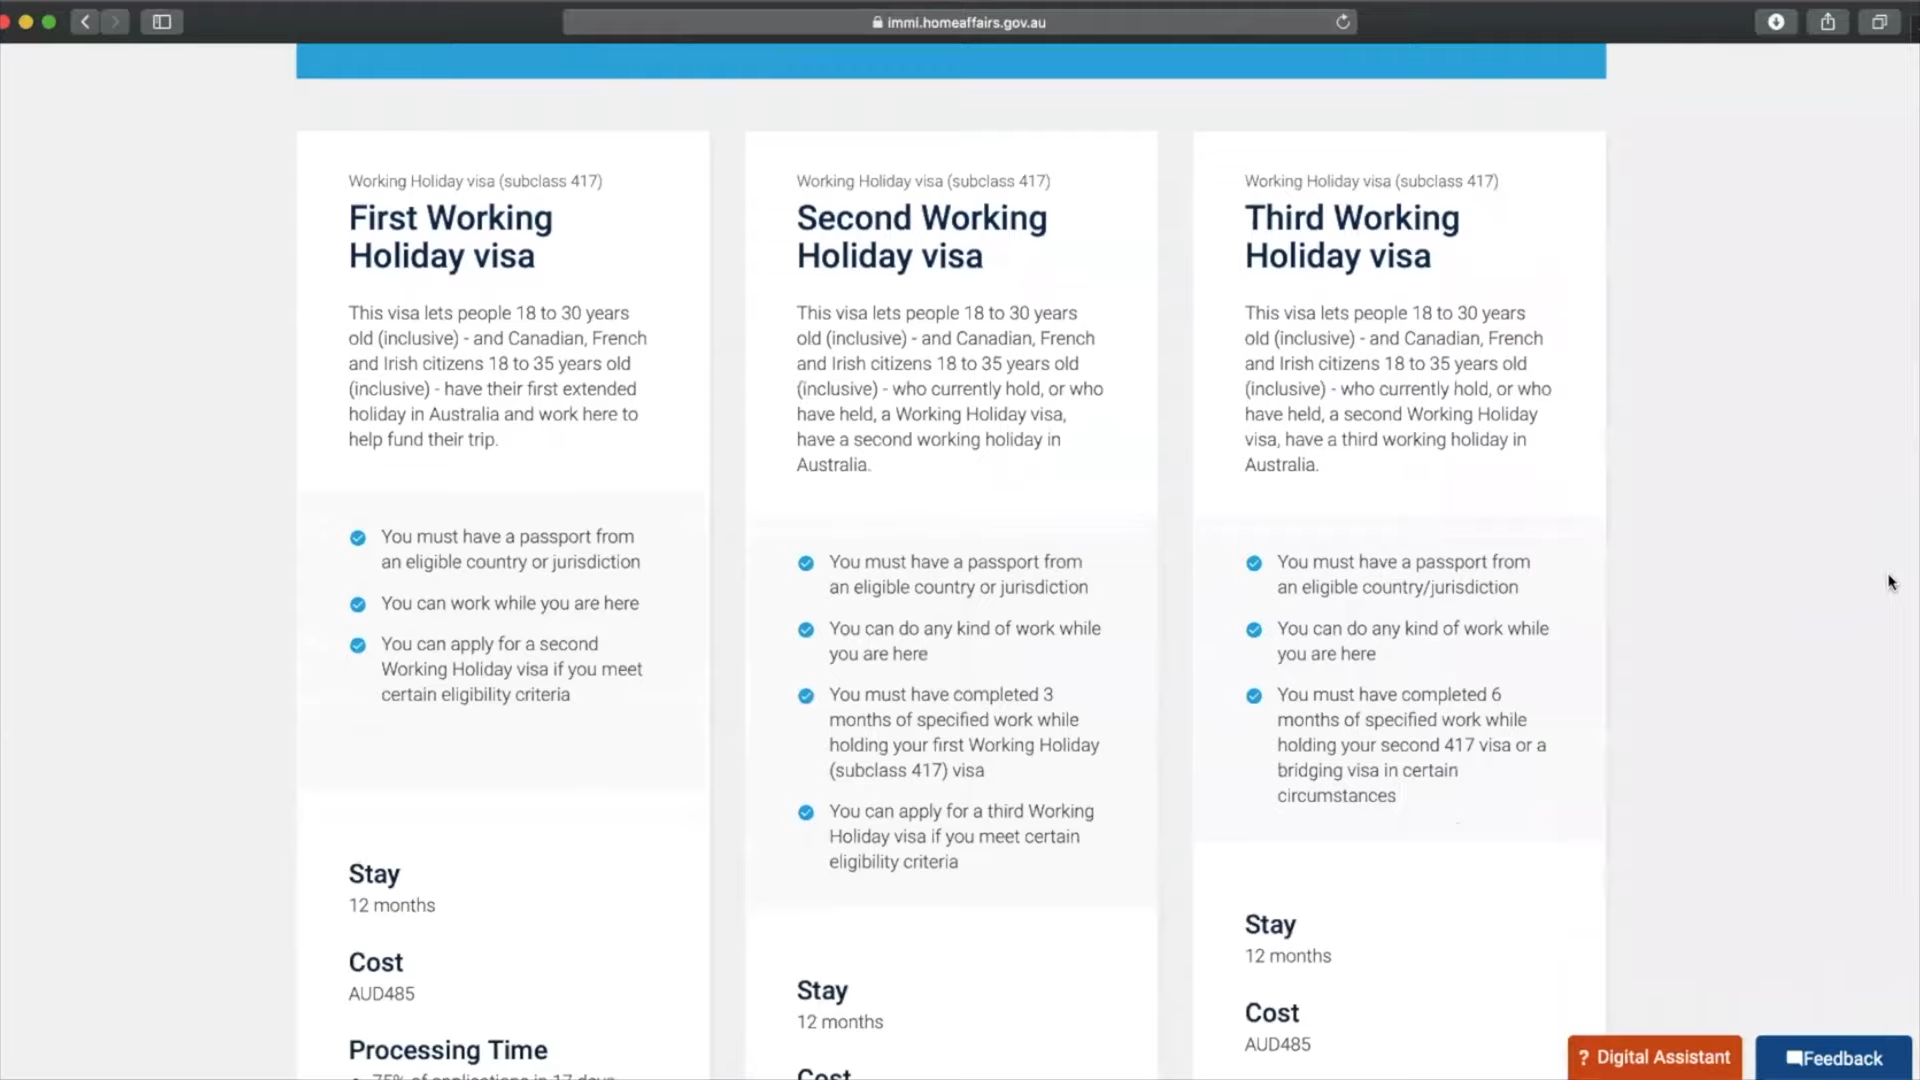 immi.homeaffairs.gov.au
Working Holiday visa (subclass 417)
First Working
Holiday visa
This visa lets people 18 to 30 years
old (inclusive) - and Canadian, French
and Irish citizens 18 to 35 years old
(inclusive) - have their first extended
holiday in Australia and work here to
help fund their trip.
You must have a passport from
an eligible country or jurisdiction
You can work while you are here
You can apply for a second
Working Holiday visa if you meet
certain eligibility criteria
Stay
12 months
Cost
AUD485
Processing Time
75% of applications in 17 days
Working Holiday visa (subclass 417)
Second Working
Holiday visa
This visa lets people 18 to 30 years
old (inclusive) - and Canadian, French
and Irish citizens 18 to 35 years old
(inclusive) - who currently hold, or who
have held, a Working Holiday visa,
have a second working holiday in
Australia.
You must have a passport from
an eligible country or jurisdiction
You can do any kind of work while
you are here
You must have completed 3
months of specified work while
holding your first Working Holiday
(subclass 417) visa
You can apply for a third Working
Holiday visa if you meet certain
eligibility criteria
Stay
12 months
Cost
Working Holiday visa (subclass 417)
Third Working
Holiday visa
This visa lets people 18 to 30 years
old (inclusive) - and Canadian, French
and Irish citizens 18 to 35 years old
(inclusive) - who currently hold, or who
have held, a second Working Holiday
visa, have a third working holiday in
Australia.
You must have a passport from
an eligible country/jurisdiction
You can do any kind of work while
you are here
You must have completed 6
months of specified work while
holding your second 417 visa or a
bridging visa in certain
circumstances
Stay
12 months
Cost
AUD485
? Digital Assistant
Feedback